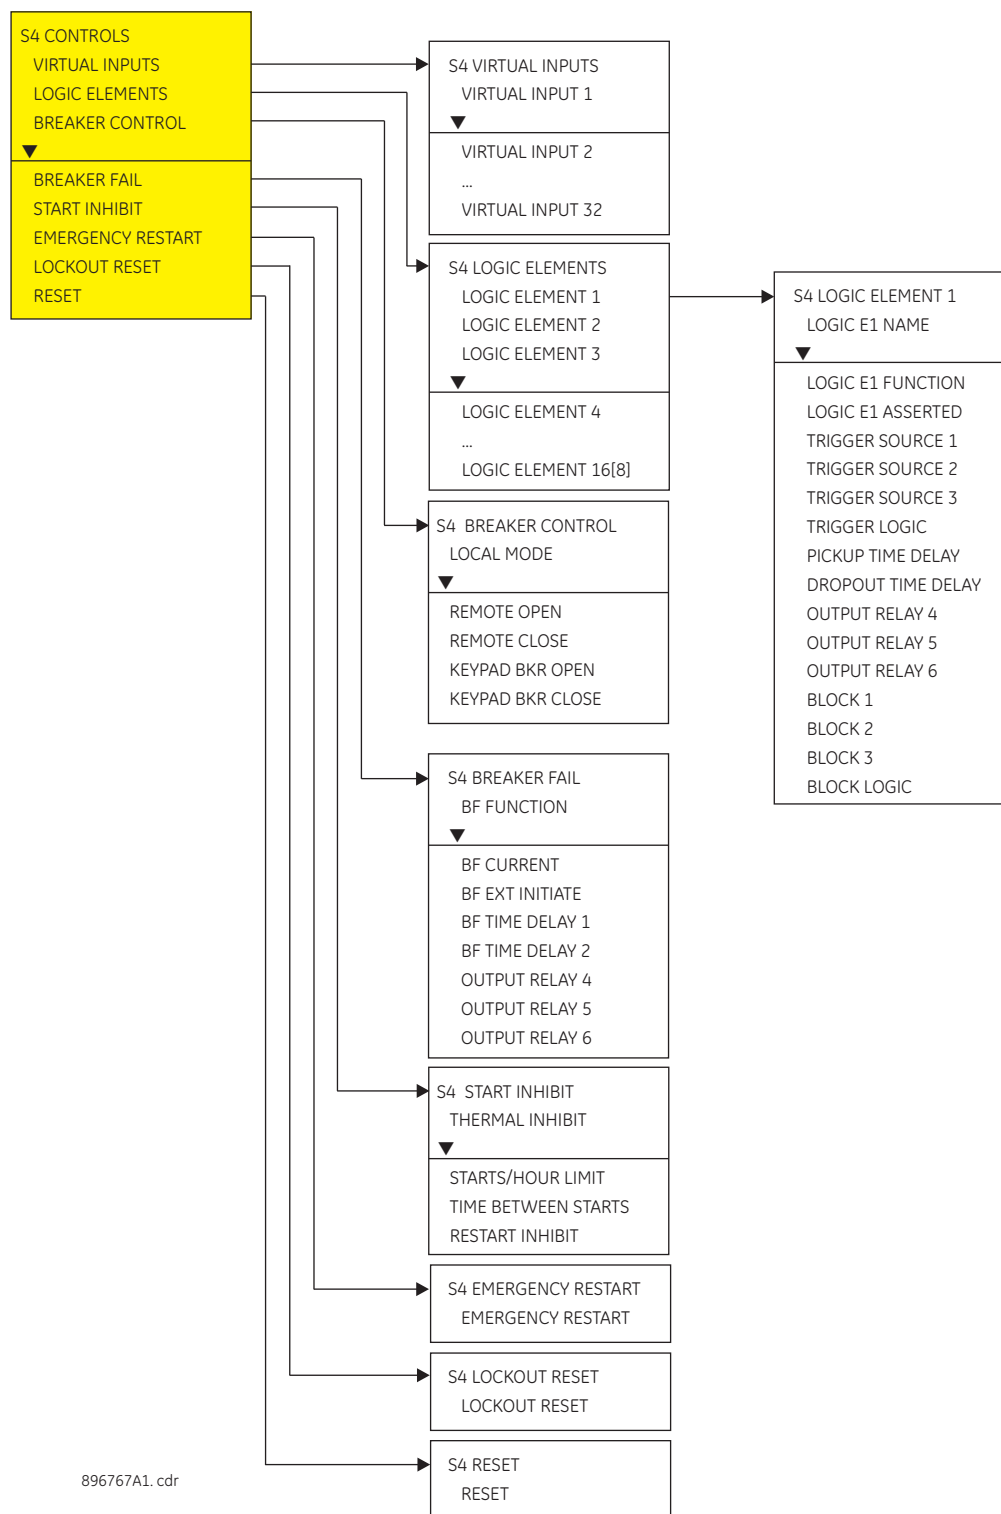 S4 CONTROLS
VIRTUAL INPUTS
LOGIC ELEMENTS
BREAKER CONTROL
BREAKER FAIL
START INHIBIT
EMERGENCY RESTART
LOCKOUT RESET
RESET
S4 VIRTUAL INPUTS
VIRTUAL INPUT 1
VIRTUAL INPUT 2
...
VIRTUAL INPUT 32
S4 LOGIC ELEMENTS
LOGIC ELEMENT 1
LOGIC ELEMENT 2
LOGIC ELEMENT 3
LOGIC ELEMENT 4
...
LOGIC ELEMENT 16[8]
S4 LOGIC ELEMENT 1
LOGIC E1 NAME
LOGIC E1 FUNCTION
LOGIC E1 ASSERTED
TRIGGER SOURCE 1
TRIGGER SOURCE 2
TRIGGER SOURCE 3
TRIGGER LOGIC
PICKUP TIME DELAY
DROPOUT TIME DELAY
OUTPUT RELAY 4
OUTPUT RELAY 5
OUTPUT RELAY 6
BLOCK 1
BLOCK 2
BLOCK 3
BLOCK LOGIC
S4 BREAKER CONTROL
LOCAL MODE
REMOTE OPEN
REMOTE CLOSE
KEYPAD BKR OPEN
KEYPAD BKR CLOSE
S4 BREAKER FAIL
BF FUNCTION
BF CURRENT
BF EXT INITIATE
BF TIME DELAY 1
BF TIME DELAY 2
OUTPUT RELAY 4
OUTPUT RELAY 5
OUTPUT RELAY 6
S4 START INHIBIT
THERMAL INHIBIT
STARTS/HOUR LIMIT
TIME BETWEEN STARTS
RESTART INHIBIT
S4 EMERGENCY RESTART
EMERGENCY RESTART
S4 LOCKOUT RESET
LOCKOUT RESET
S4 RESET
RESET
896767A1. cdr